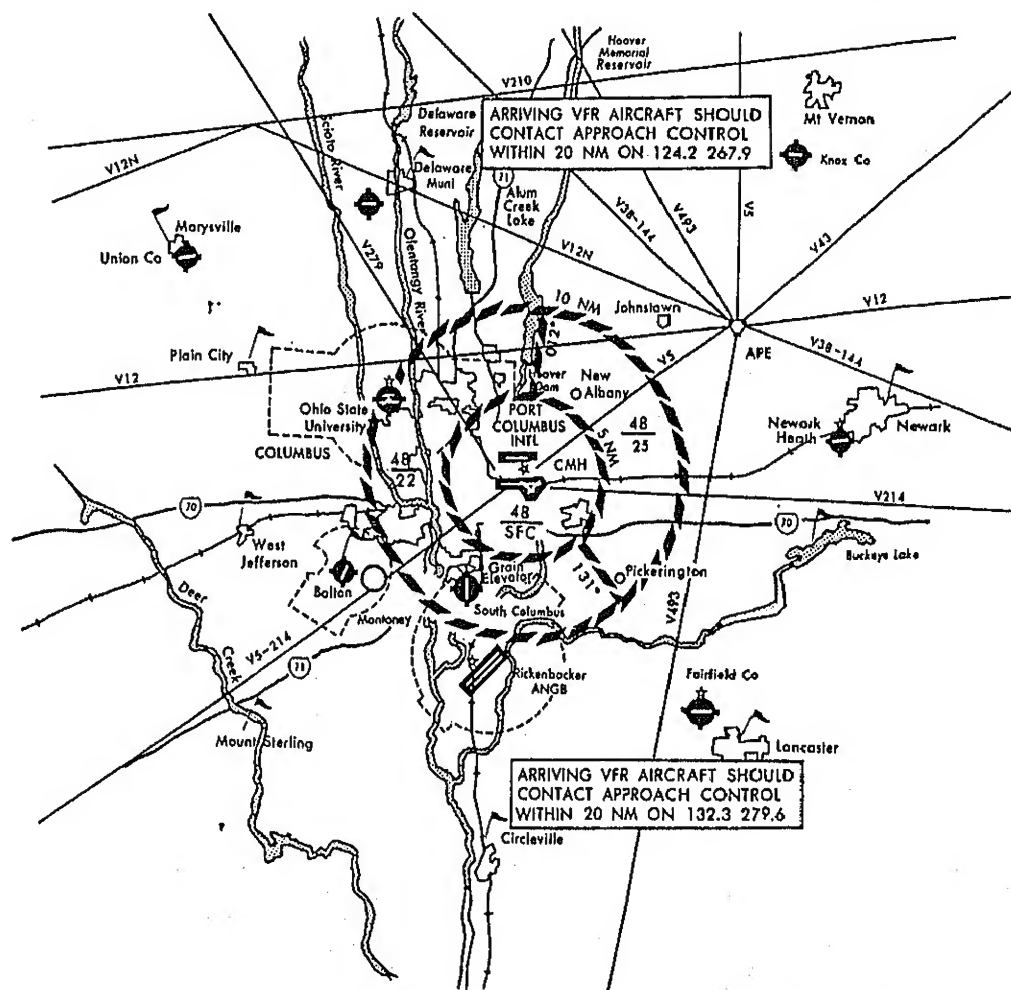 Hoover
Memorial
Reservoir
V210
Mt Vernon
Delaware
Reservoir
ARRIVING VFR AIRCRAFT SHOULD
CONTACT APPROACH CONTROL
WITHIN 20 NM ON 124.2 267.9
Scioto River
V12N
Delaware
Muni
71
Alum
Creek
Lake
Knox Co
Marysville
Union Co
V279
Olentangy River
V12N
V38-144
V493
V5
V43
10 NM
Johnstown
V12
APE
072°
Plain City
V5
V38-144
V12
Hoover
Dam
New
Albany
Ohio State
University
PORT
COLUMBUS
INTL
5 NM
48
25
Newark
Heath
Newark
COLUMBUS
48
22
CMH
48
SFC
V214
70
70
West
Jefferson
Buckeye Lake
Bolton
Grain
Elevator
131°
Pickerington
Deer
Creek
South Columbus
V493
V5-214
71
Rickenbacker
ANGB
Fairfield Co
Mount Sterling
Lancaster
ARRIVING VFR AIRCRAFT SHOULD
CONTACT APPROACH CONTROL
WITHIN 20 NM ON 132.3 279.6
Circleville